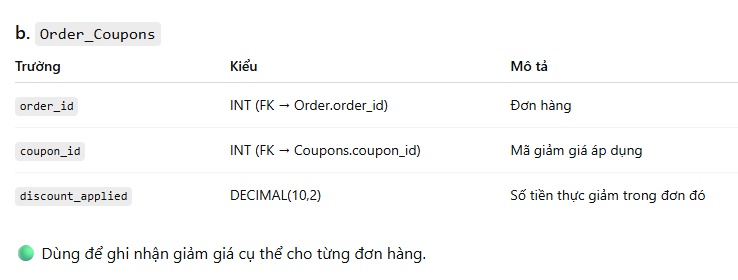 b. Order_Coupons
Trường Kiểu Mô tả
order_id INT (FK → Order.order_id) Đơn hàng
coupon_id INT (FK → Coupons.coupon_id) Mã giảm giá áp dụng
discount_applied DECIMAL(10,2) Số tiền thực giảm trong đơn đó
Dùng để ghi nhận giảm giá cụ thể cho từng đơn hàng.